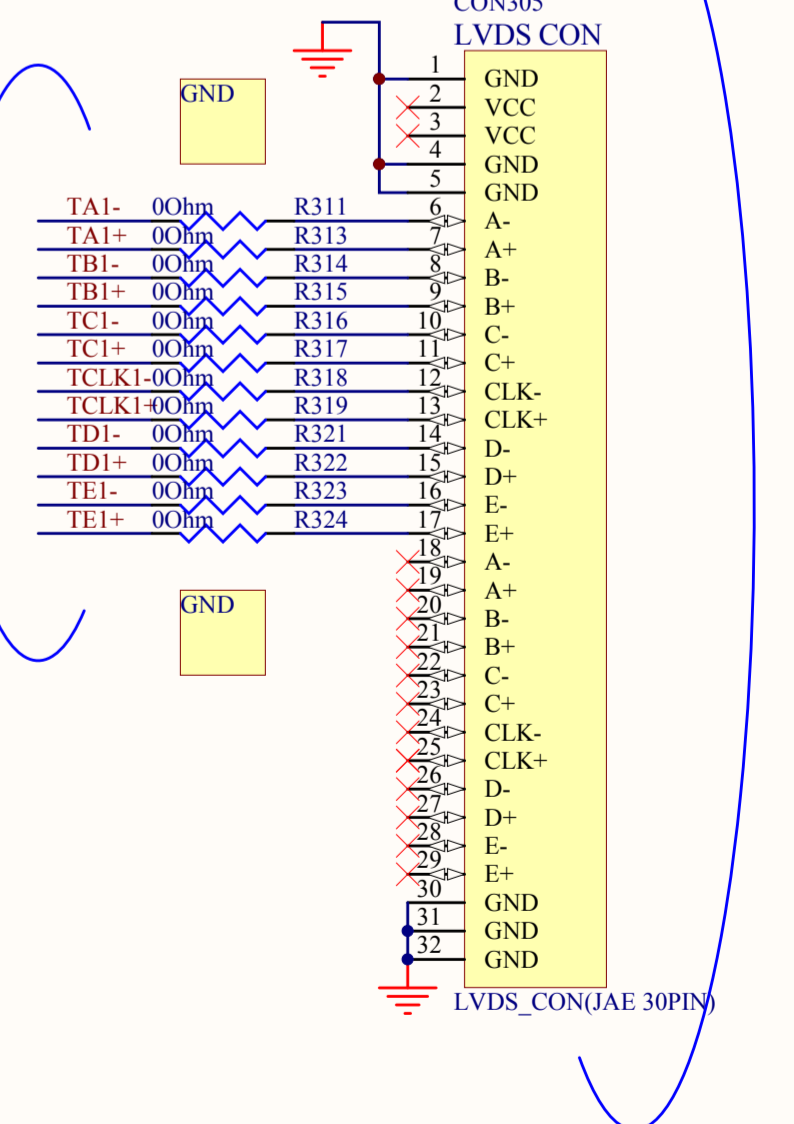 CON305
LVDS CON
1 GND
GND 2 VCC
3 VCC
4 GND
5 GND
TA1- 0Ohm R311 6 A-
TA1+ 0Ohm R313 7 A+
TB1- 0Ohm R314 8 B-
TB1+ 0Ohm R315 9 B+
TC1- 0Ohm R316 10 C-
TC1+ 0Ohm R317 11 C+
TCLK1- 0Ohm R318 12 CLK-
TCLK1+ 0Ohm R319 13 CLK+
TD1- 0Ohm R321 14 D-
TD1+ 0Ohm R322 15 D+
TE1- 0Ohm R323 16 E-
TE1+ 0Ohm R324 17 E+
18 A-
19 A+
GND 20 B-
21 B+
22 C-
23 C+
24 CLK-
25 CLK+
26 D-
27 D+
28 E-
29 E+
30 GND
31 GND
32 GND
LVDS_CON(JAE 30PIN)